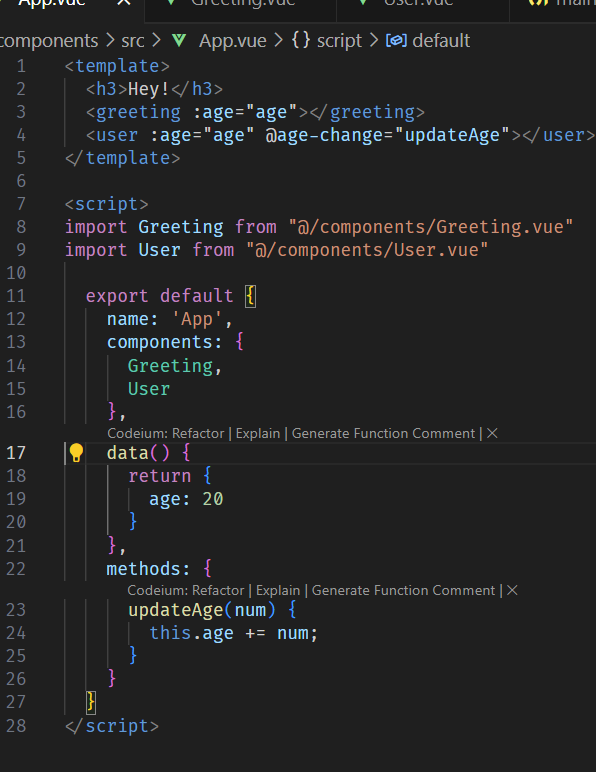 App.vue × Greeting.vue User.vue main
components > src > App.vue > {} script > default
1 <template>
2 <h3>Hey!</h3>
3 <greeting :age="age"></greeting>
4 <user :age="age" @age-change="updateAge"></user>
5 </template>
6
7 <script>
8 import Greeting from "@/components/Greeting.vue"
9 import User from "@/components/User.vue"
10
11 export default {
12 name: 'App',
13 components: {
14 Greeting,
15 User
16 },
Codeium: Refactor | Explain | Generate Function Comment | ×
17 data() {
18 return {
19 age: 20
20 }
21 },
22 methods: {
Codeium: Refactor | Explain | Generate Function Comment | ×
23 updateAge(num) {
24 this.age += num;
25 }
26 }
27 }
28 </script>